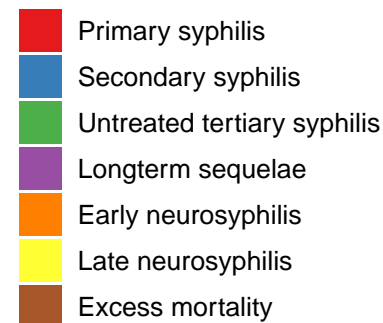 Primary syphilis
Secondary syphilis
Untreated tertiary syphilis
Longterm sequelae
Early neurosyphilis
Late neurosyphilis
Excess mortality